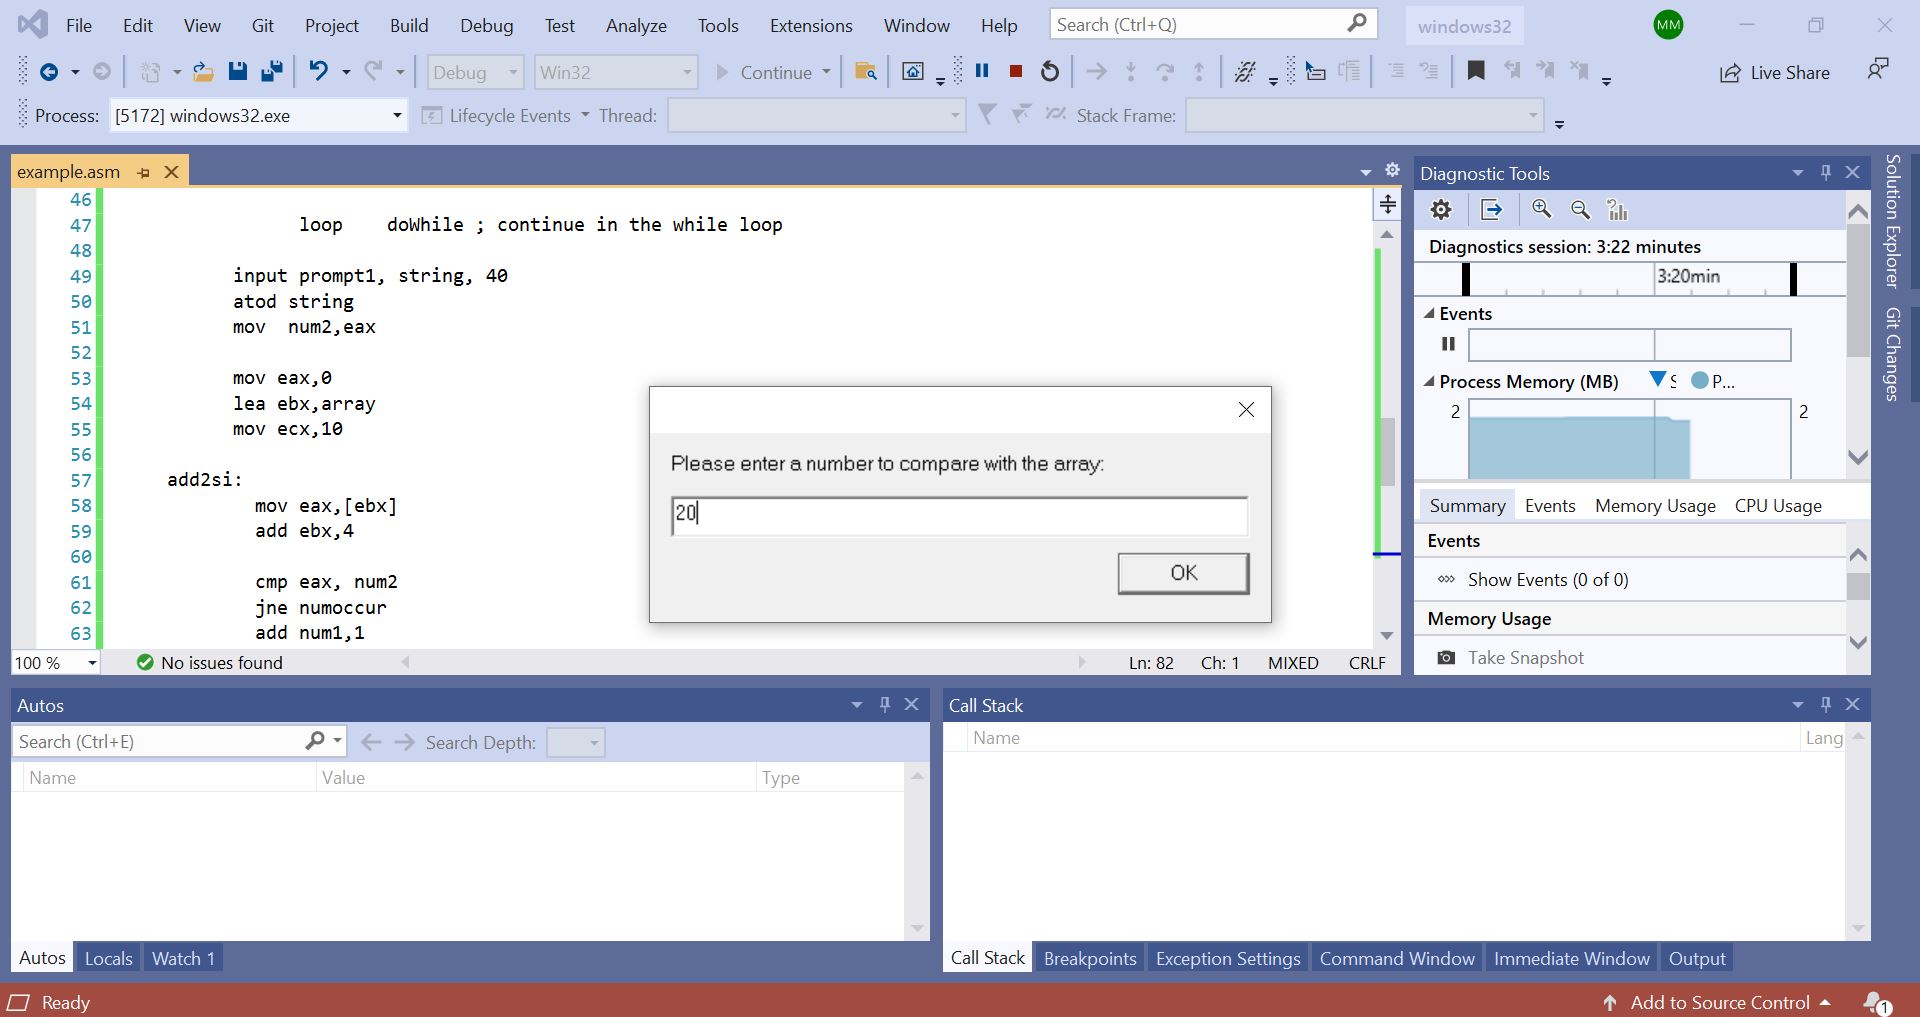 File Edit View Git Project Build Debug Test Analyze Tools Extensions Window Help Search (Ctrl+Q) windows32 MM
Debug Win32 Continue Live Share
Process: [5172] windows32.exe Lifecycle Events Thread: Stack Frame:
example.asm
46
47 loop doWhile ; continue in the while loop
48
49 input prompt1, string, 40
50 atod string
51 mov num2,eax
52
53 mov eax,0
54 lea ebx,array
55 mov ecx,10
56
57 add2si:
58 mov eax,[ebx]
59 add ebx,4
60
61 cmp eax, num2
62 jne numoccur
63 add num1,1
100 % No issues found Ln: 82 Ch: 1 MIXED CRLF
Please enter a number to compare with the array:
20
OK
Diagnostic Tools
Diagnostics session: 3:22 minutes
3:20min
Events
Process Memory (MB) S P...
2 2
Summary Events Memory Usage CPU Usage
Events
Show Events (0 of 0)
Memory Usage
Take Snapshot
Solution Explorer
Git Changes
Autos
Search (Ctrl+E) Search Depth:
Name Value Type
Autos Locals Watch 1
Call Stack
Name Lang
Call Stack Breakpoints Exception Settings Command Window Immediate Window Output
Ready Add to Source Control 1